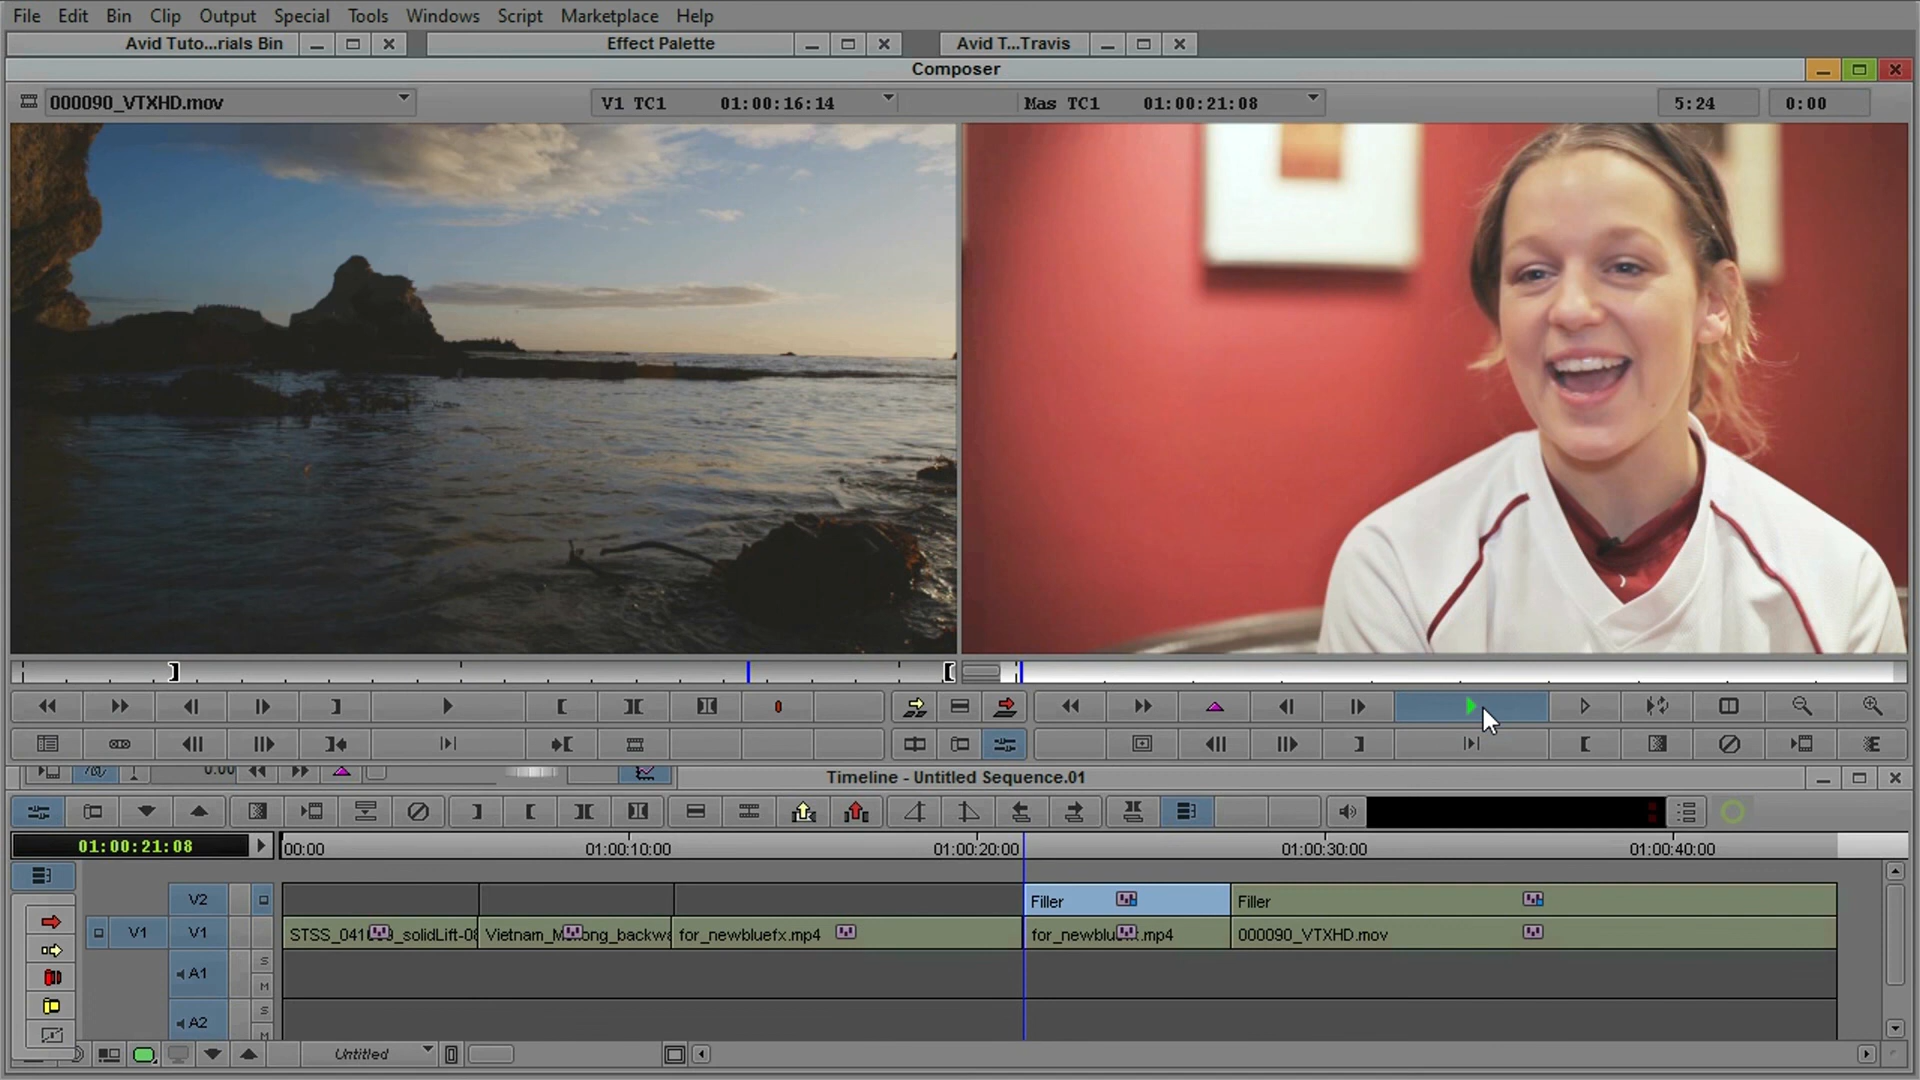 File Edit Bin Clip Output Special Tools Windows Script Marketplace Help
Avid Tuto...rials Bin Effect Palette Avid T...Travis
Composer
000090_VTXHD.mov V1 TC1 01:00:16:14 Mas TC1 01:00:21:08 5:24 0:00
0.00
Timeline - Untitled Sequence.01
01:00:21:08 00:00 01:00:10:00 01:00:20:00 01:00:30:00 01:00:40:00
V2 Filler Filler
V1 V1 STSS_041 _solidLift-08 Vietnam_M ong_backwa for_newbluefx.mp4 for_newblu .mp4 000090_VTXHD.mov
A1 S
M
A2 S
M
Untitled